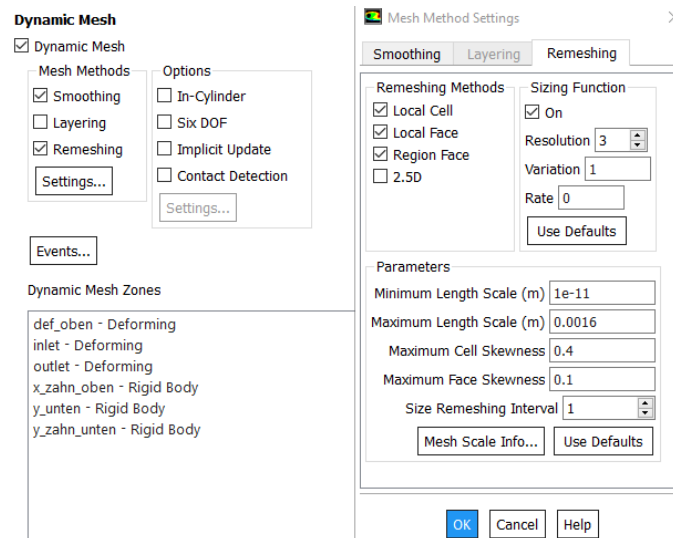 Dynamic Mesh
Dynamic Mesh
Mesh Methods
Smoothing
Layering
Remeshing
Settings...
Options
In-Cylinder
Six DOF
Implicit Update
Contact Detection
Settings...
Events...
Dynamic Mesh Zones
def_oben - Deforming
inlet - Deforming
outlet - Deforming
x_zahn_oben - Rigid Body
y_unten - Rigid Body
y_zahn_unten - Rigid Body
Mesh Method Settings
Smoothing Layering Remeshing
Remeshing Methods
Local Cell
Local Face
Region Face
2.5D
Sizing Function
On
Resolution 3
Variation 1
Rate 0
Use Defaults
Parameters
Minimum Length Scale (m) 1e-11
Maximum Length Scale (m) 0.0016
Maximum Cell Skewness 0.4
Maximum Face Skewness 0.1
Size Remeshing Interval 1
Mesh Scale Info... Use Defaults
OK Cancel Help